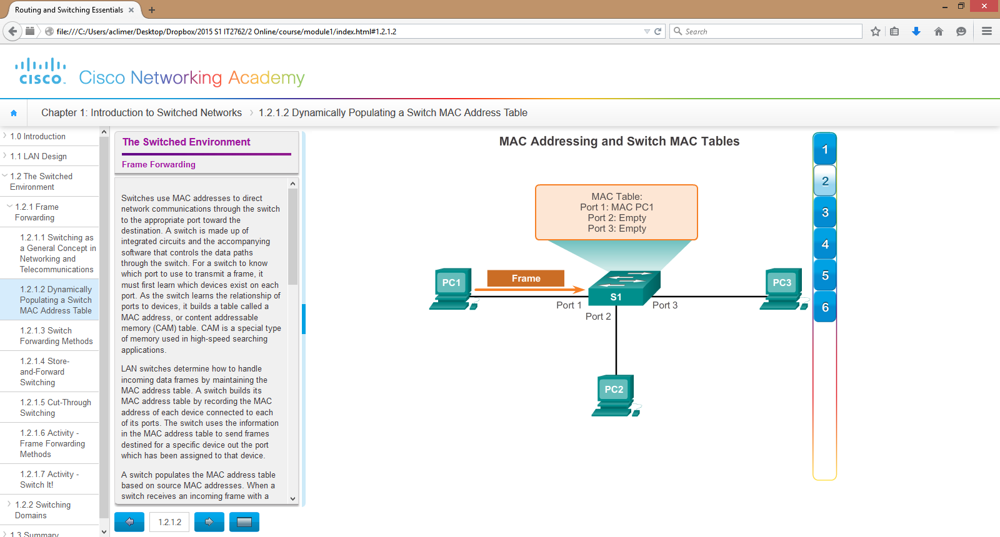 Routing and Switching Essentials
file:///C:/Users/aclimer/Desktop/Dropbox/2015 S1 IT2762/2 Online/course/module1/index.html#1.2.1.2
Search
CISCO.
Cisco Networking Academy
Chapter 1: Introduction to Switched Networks
1.2.1.2 Dynamically Populating a Switch MAC Address Table
1.0 Introduction
1.1 LAN Design
1.2 The Switched
Environment
1.2.1 Frame
Forwarding
1.2.1.1 Switching as
a General Concept in
Networking and
Telecommunications
1.2.1.2 Dynamically
Populating a Switch
MAC Address Table
1.2.1.3 Switch
Forwarding Methods
1.2.1.4 Store-
and-Forward
Switching
1.2.1.5 Cut-Through
Switching
1.2.1.6 Activity -
Frame Forwarding
Methods
1.2.1.7 Activity -
Switch It!
1.2.2 Switching
Domains
1.3 Summary
The Switched Environment
Frame Forwarding
Switches use MAC addresses to direct
network communications through the switch
to the appropriate port toward the
destination. A switch is made up of
integrated circuits and the accompanying
software that controls the data paths
through the switch. For a switch to know
which port to use to transmit a frame, it
must first learn which devices exist on each
port. As the switch learns the relationship of
ports to devices, it builds a table called a
MAC address, or content addressable
memory (CAM) table. CAM is a special type
of memory used in high-speed searching
applications.
LAN switches determine how to handle
incoming data frames by maintaining the
MAC address table. A switch builds its
MAC address table by recording the MAC
address of each device connected to each
of its ports. The switch uses the information
in the MAC address table to send frames
destined for a specific device out the port
which has been assigned to that device.
A switch populates the MAC address table
based on source MAC addresses. When a
switch receives an incoming frame with a
1.2.1.2
MAC Addressing and Switch MAC Tables
MAC Table:
Port 1: MAC PC1
Port 2: Empty
Port 3: Empty
PC1
Frame
S1
PC3
Port 1
Port 3
Port 2
PC2
1
2
3
4
5
6